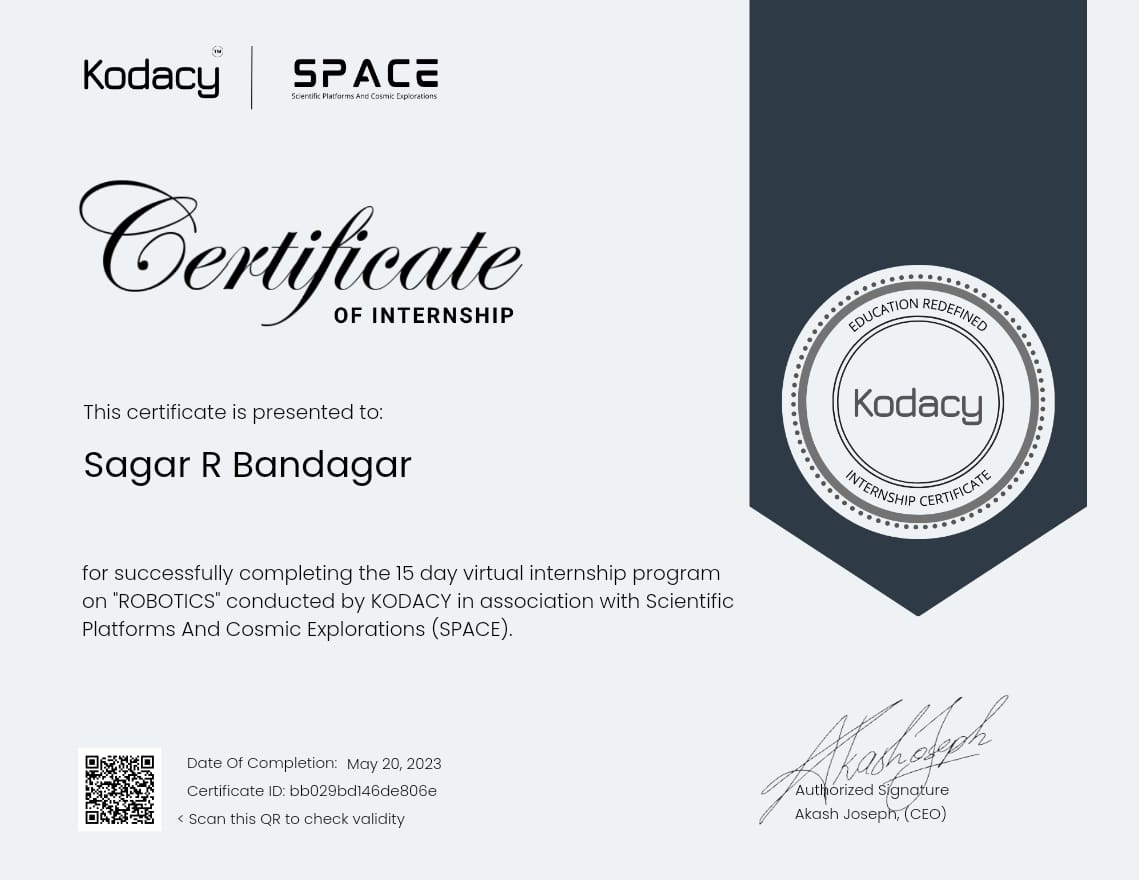 Kodacy ™
SPACE
Scientific Platforms And Cosmic Explorations
Certificate
OF INTERNSHIP
This certificate is presented to:
Sagar R Bandagar
for successfully completing the 15 day virtual internship program
on "ROBOTICS" conducted by KODACY in association with Scientific
Platforms And Cosmic Explorations (SPACE).
EDUCATION REDEFINED
Kodacy
INTERNSHIP CERTIFICATE
Date Of Completion: May 20, 2023
Certificate ID: bb029bd146de806e
< Scan this QR to check validity
Akash Joseph
Authorized Signature
Akash Joseph, (CEO)